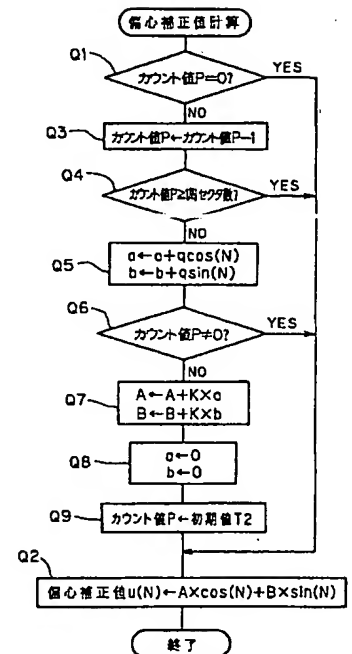 偏心補正値計算
Q1
カウント値P=0?
YES
NO
Q3
カウント値P←カウント値P-1
Q4
カウント値P≧ セクタ数?
YES
NO
Q5
a←a+qcos(N)
b←b+qsin(N)
Q6
カウント値P≠0?
YES
NO
Q7
A←A+K×a
B←B+K×b
Q8
a←0
b←0
Q9
カウント値P←初期値T2
Q2
偏心補正値u(N)←A×cos(N)+B×sin(N)
終了